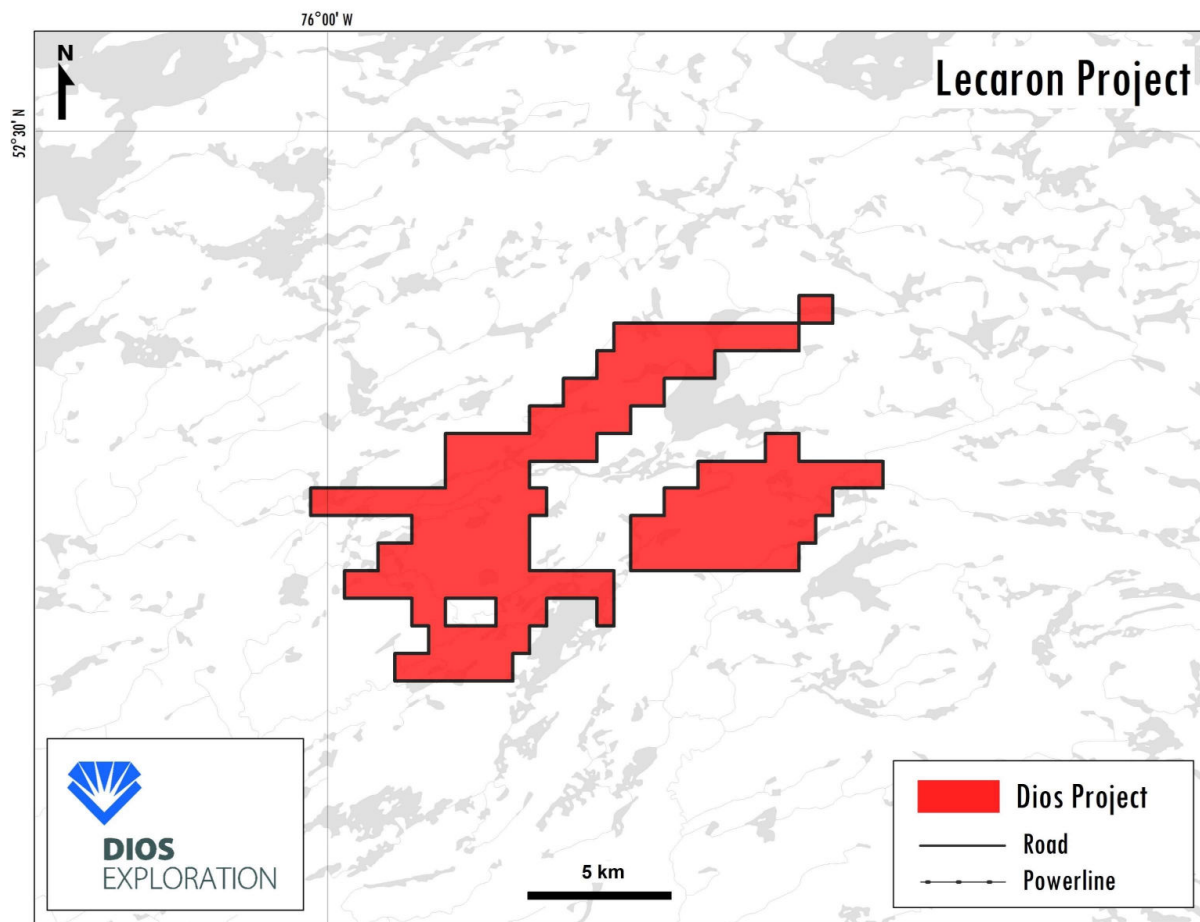 76°00' W
N
Lecaron Project
52°30' N
DIOS
EXPLORATION
5 km
Dios Project
Road
Powerline